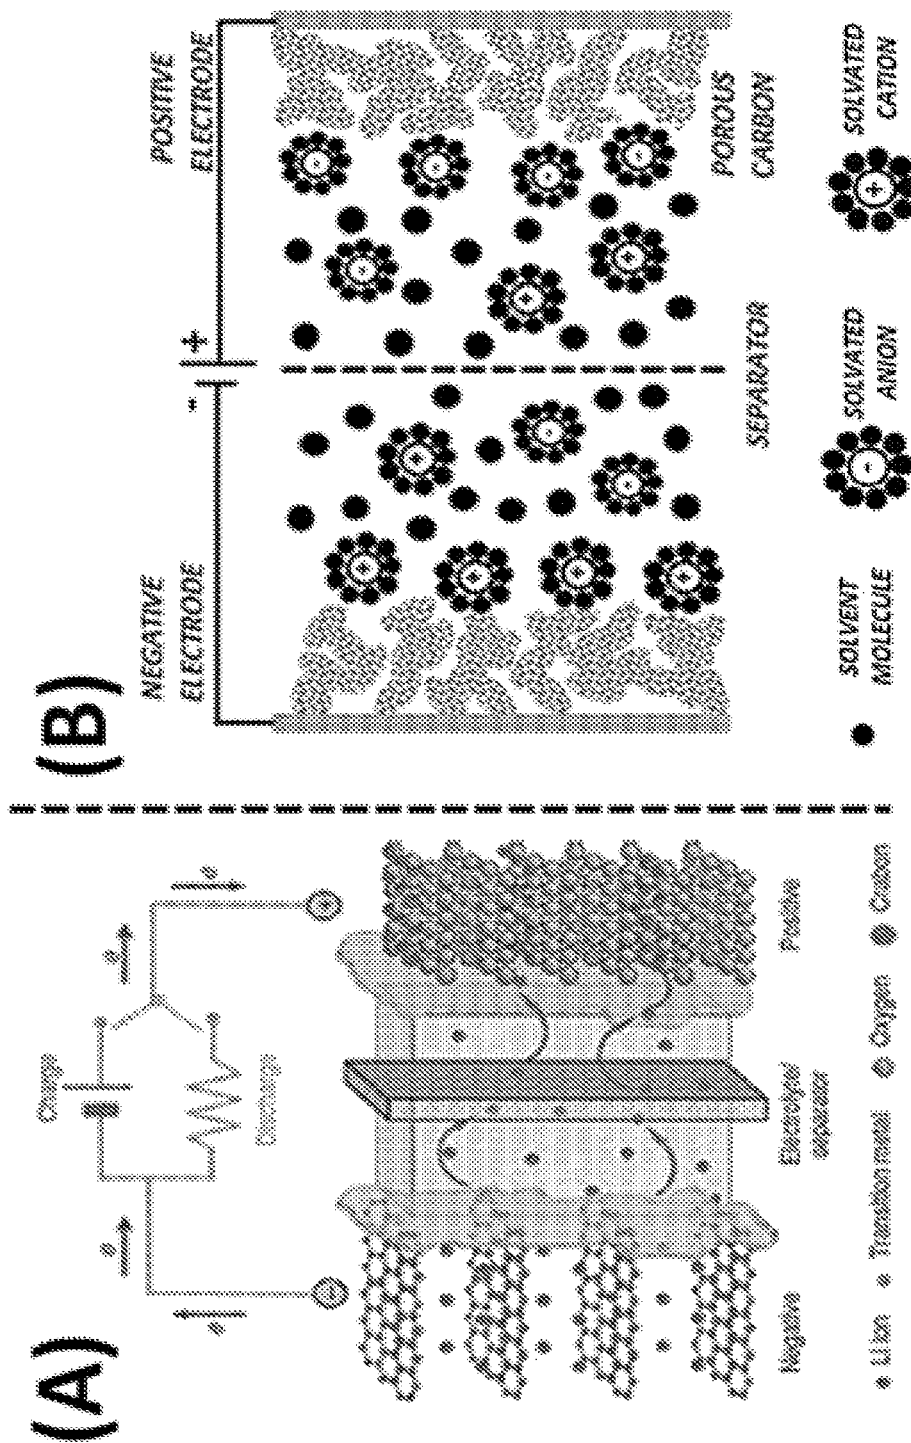 (A)
Charge
Discharge
e
e
e
e
Negative
Electrolyte/
separator
Positive
Li ion
Transition metal
Oxygen
Carbon
(B)
NEGATIVE
ELECTRODE
-
+
POSITIVE
ELECTRODE
SEPARATOR
POROUS
CARBON
SOLVENT
MOLECULE
SOLVATED
ANION
SOLVATED
CATION